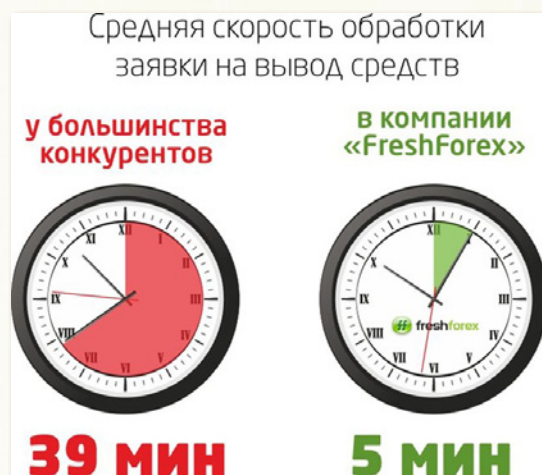 Средняя скорость обработки
заявки на вывод средств
у большинства
конкурентов
в компании
«FreshForex»
XII
I
II
III
IV
V
VI
VII
VIII
IX
X
XI
XII
I
II
III
IV
V
VI
VII
VIII
IX
X
XI
freshforex
39 мин
5 мин